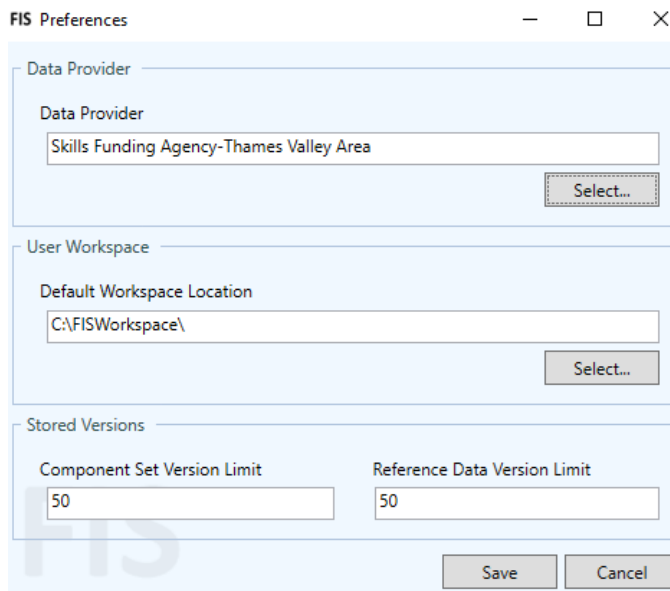 FIS Preferences
Data Provider
Data Provider
Skills Funding Agency-Thames Valley Area
Select...
User Workspace
Default Workspace Location
C:\FISWorkspace\
Select...
Stored Versions
Component Set Version Limit Reference Data Version Limit
50 50
FIS
Save Cancel